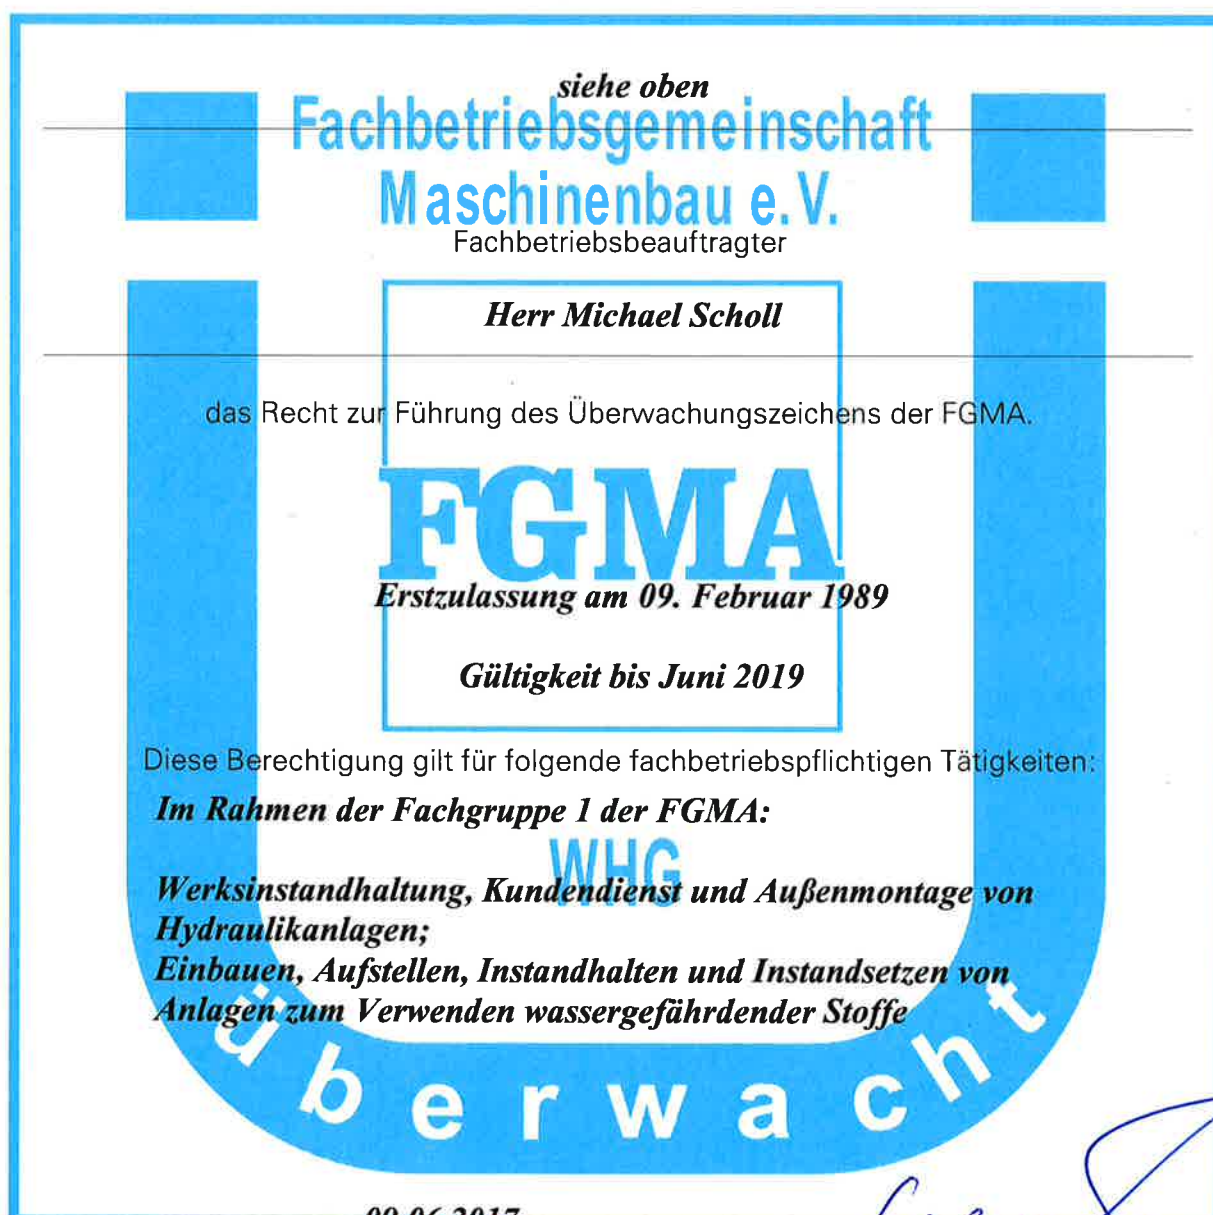 siehe oben
Fachbetriebsgemeinschaft
Maschinenbau e.V.
Fachbetriebsbeauftragter
Herr Michael Scholl
das Recht zur Führung des Überwachungszeichens der FGMA.
FGMA
Erstzulassung am 09. Februar 1989
Gültigkeit bis Juni 2019
Diese Berechtigung gilt für folgende fachbetriebspflichtigen Tätigkeiten:
Im Rahmen der Fachgruppe 1 der FGMA:
WHG
Werksinstandhaltung, Kundendienst und Außenmontage von
Hydraulikanlagen;
Einbauen, Aufstellen, Instandhalten und Instandsetzen von
Anlagen zum Verwenden wassergefährdender Stoffe
überwacht
09.06.2017